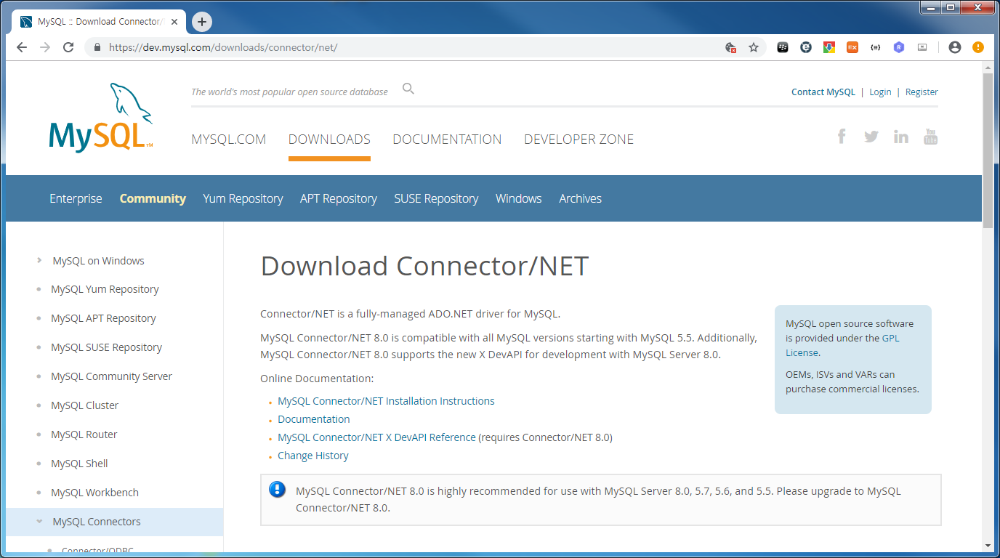 MySQL :: Download Connector/
https://dev.mysql.com/downloads/connector/net/
MySQL™
The world's most popular open source database
Contact MySQL | Login | Register
MYSQL.COM DOWNLOADS DOCUMENTATION DEVELOPER ZONE
You Tube
Enterprise Community Yum Repository APT Repository SUSE Repository Windows Archives
MySQL on Windows
MySQL Yum Repository
MySQL APT Repository
MySQL SUSE Repository
MySQL Community Server
MySQL Cluster
MySQL Router
MySQL Shell
MySQL Workbench
MySQL Connectors
Connector/ODBC
Download Connector/NET
Connector/NET is a fully-managed ADO.NET driver for MySQL.
MySQL Connector/NET 8.0 is compatible with all MySQL versions starting with MySQL 5.5. Additionally,
MySQL Connector/NET 8.0 supports the new X DevAPI for development with MySQL Server 8.0.
Online Documentation:
MySQL Connector/NET Installation Instructions
Documentation
MySQL Connector/NET X DevAPI Reference (requires Connector/NET 8.0)
Change History
MySQL open source software
is provided under the GPL
License.
OEMs, ISVs and VARs can
purchase commercial licenses.
MySQL Connector/NET 8.0 is highly recommended for use with MySQL Server 8.0, 5.7, 5.6, and 5.5. Please upgrade to MySQL
Connector/NET 8.0.